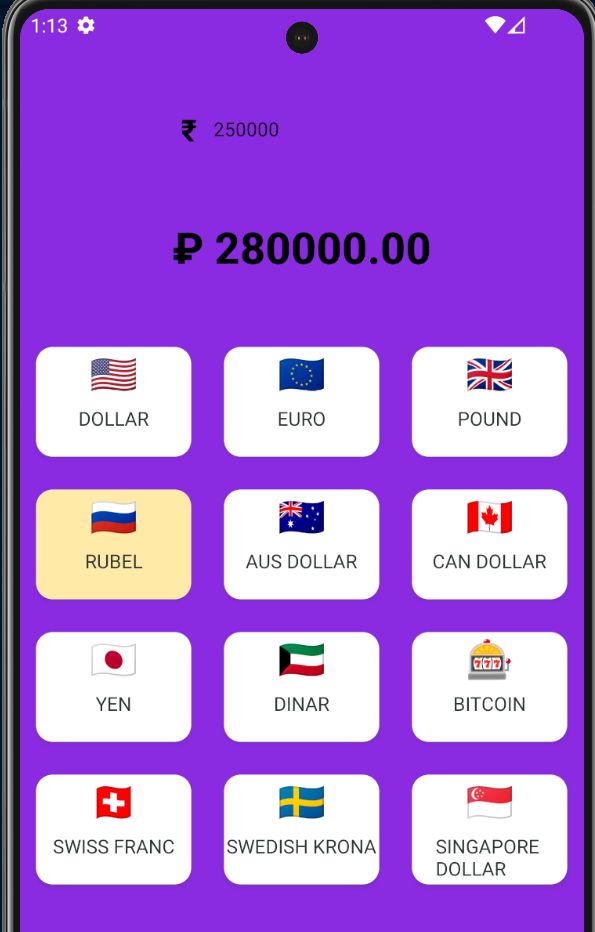 1:13
₹ 250000
₽ 280000.00
DOLLAR
EURO
POUND
RUBEL
AUS DOLLAR
CAN DOLLAR
YEN
DINAR
777
BITCOIN
SWISS FRANC
SWEDISH KRONA
SINGAPORE
DOLLAR